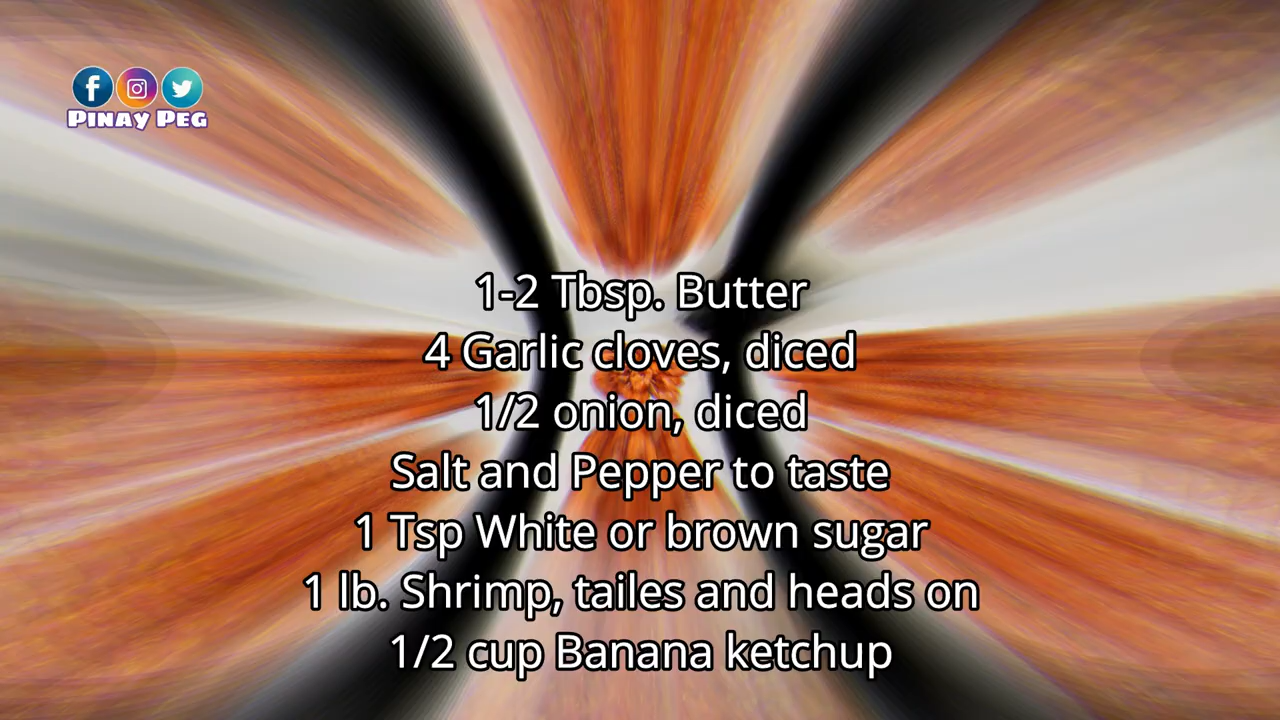 Pinay Peg
1-2 Tbsp. Butter
4 Garlic cloves, diced
1/2 onion, diced
Salt and Pepper to taste
1 Tsp White or brown sugar
1 lb. Shrimp, tailes and heads on
1/2 cup Banana ketchup